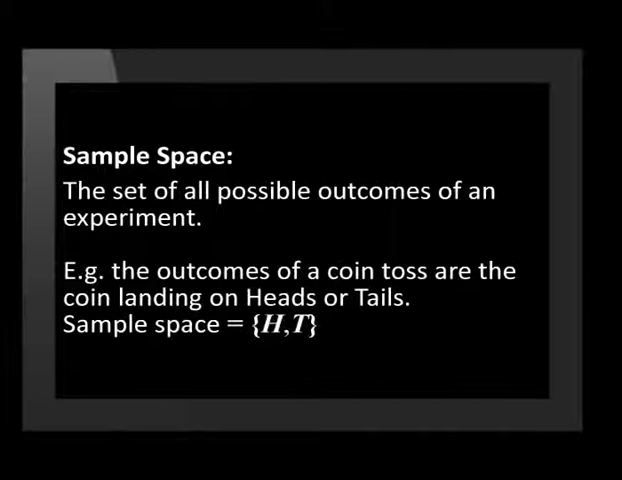 Sample Space:
The set of all possible outcomes of an
experiment.
E.g. the outcomes of a coin toss are the
coin landing on Heads or Tails.
Sample space = {H,T}